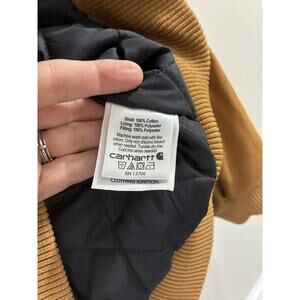 Shell: 100% Cotton
Lining: 100% Polyester
Filling: 100% Polyester
Machine wash cold with like
colors. Only non chlorine bleach
when needed. Tumble dry low.
Cool iron when needed.
carhartt
RN 13706
CLOTHING IGNITION